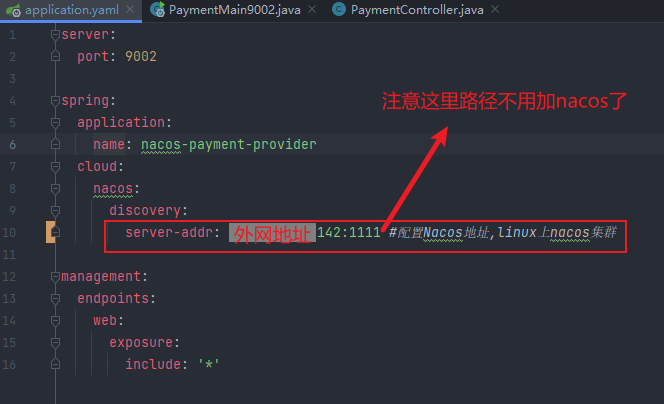 application.yaml × PaymentMain9002.java × PaymentController.java ×
1 server:
2 port: 9002
3
4 spring:
注意这里路径不用加nacos了
5 application:
6 name: nacos-payment-provider
7 cloud:
8 nacos:
9 discovery:
10 server-addr: 外网地址 142:1111 #配置Nacos地址,linux上nacos集群
11
12 management:
13 endpoints:
14 web:
15 exposure:
16 include: '*'